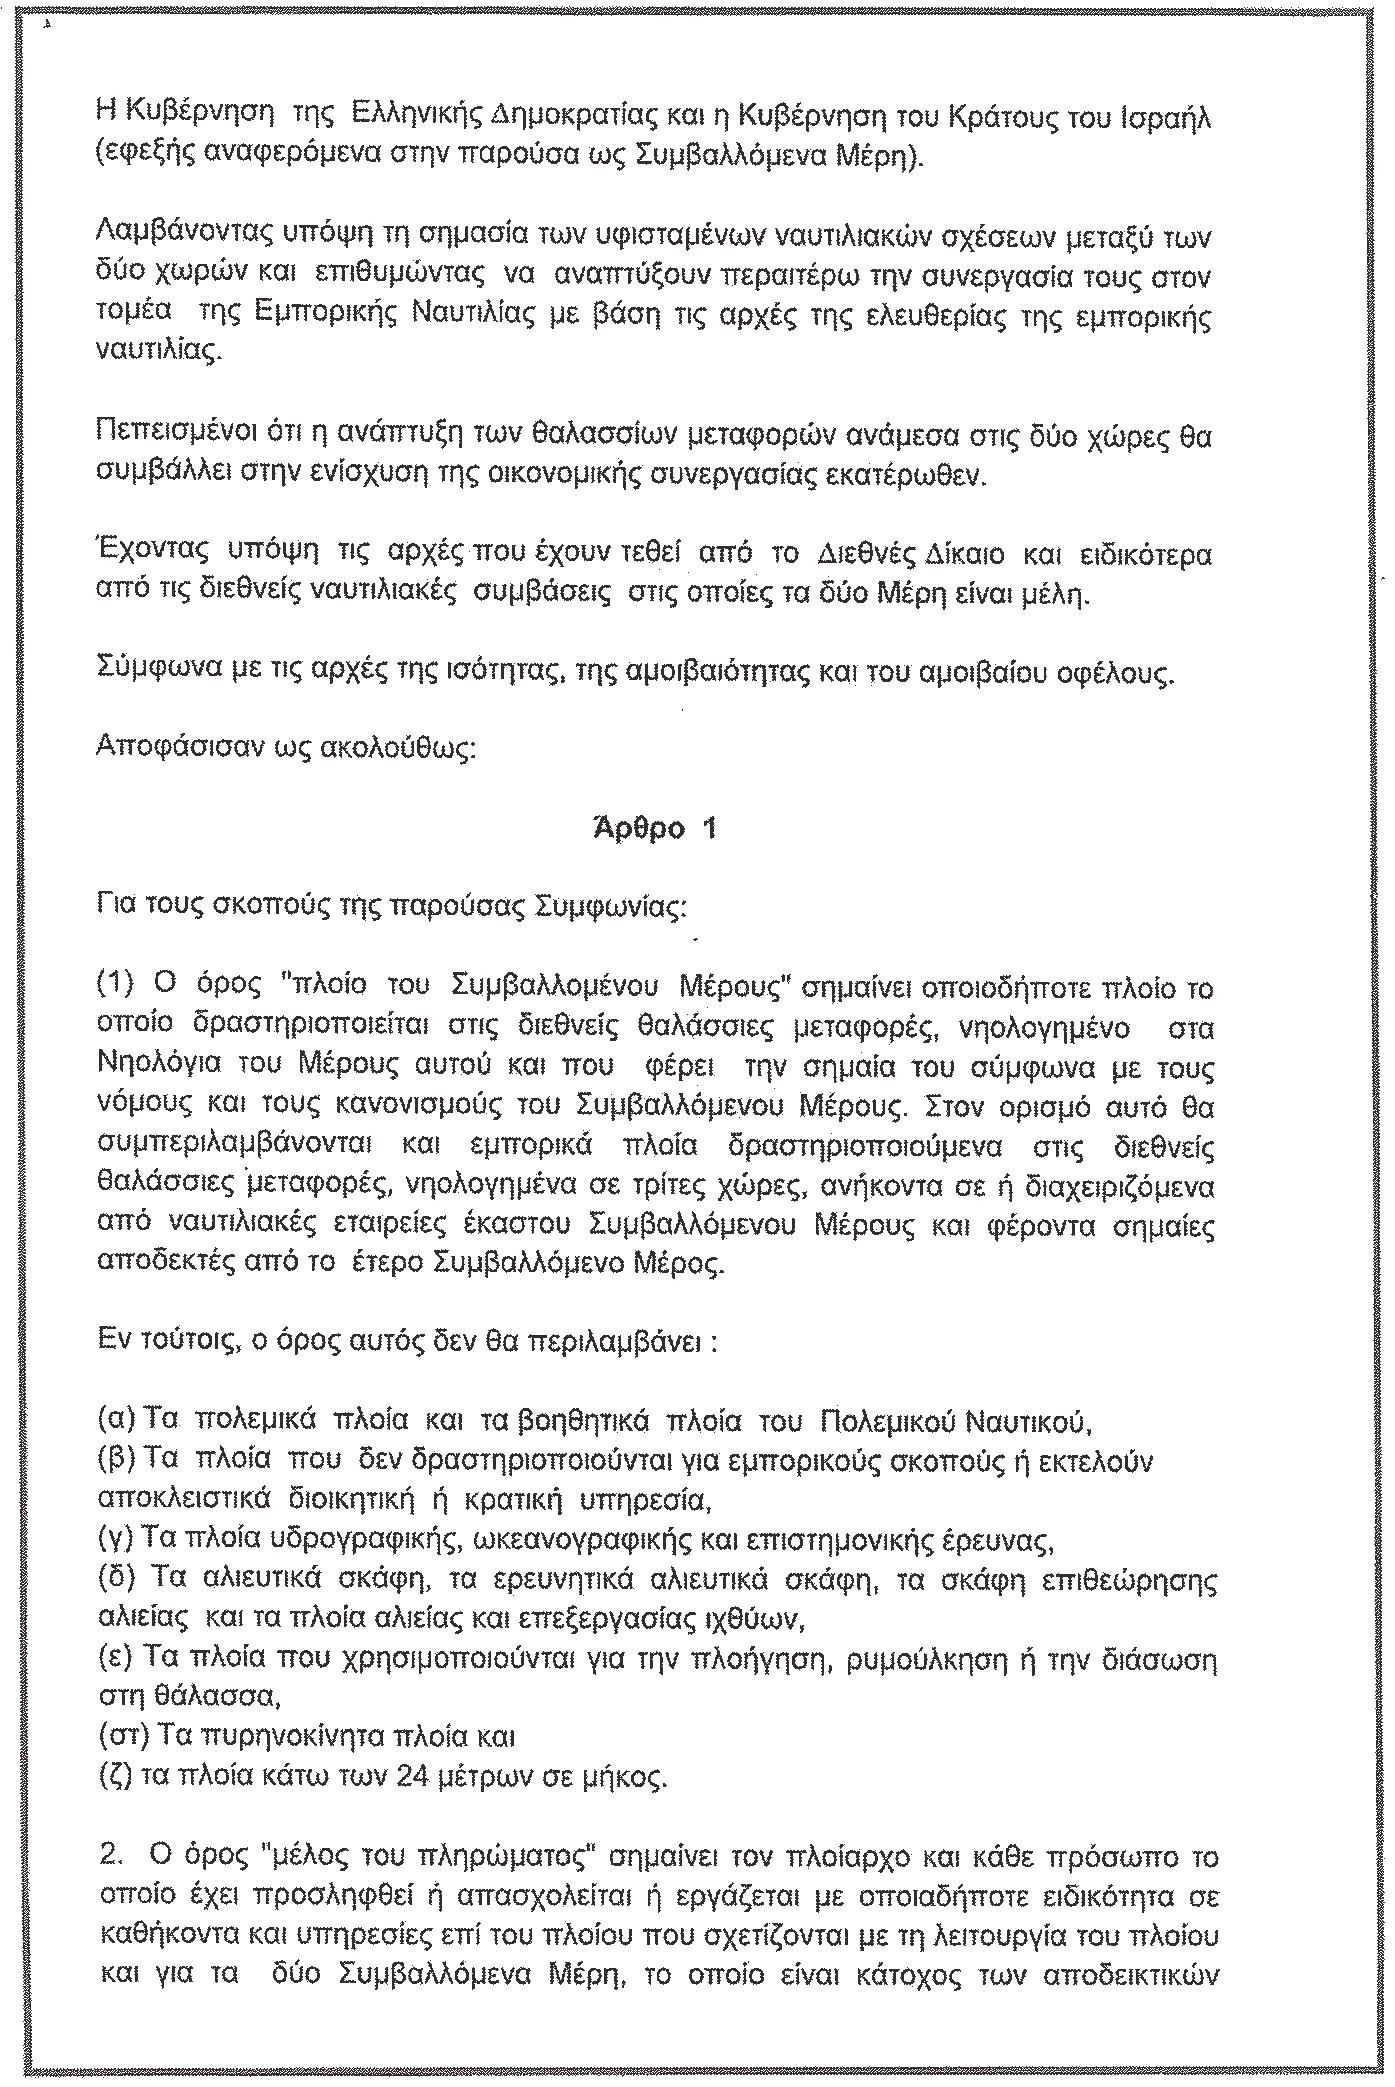 Η Κυβέρνηση της Ελληνικής Δημοκρατίας και η Κυβέρνηση του Κράτους του Ισραήλ
(εφεξής αναφερόμενα στην παρούσα ως Συμβαλλόμενα Μέρη).
Λαμβάνοντας υπόψη τη σημασία των υφισταμένων ναυτιλιακών σχέσεων μεταξύ των
δύο χωρών και επιθυμώντας να αναπτύξουν περαιτέρω την συνεργασία τους στον
τομέα της Εμπορικής Ναυτιλίας με βάση τις αρχές της ελευθερίας της εμπορικής
ναυτιλίας.
Πεπεισμένοι ότι η ανάπτυξη των θαλασσίων μεταφορών ανάμεσα στις δύο χώρες θα
συμβάλλει στην ενίσχυση της οικονομικής συνεργασίας εκατέρωθεν.
Έχοντας υπόψη τις αρχές που έχουν τεθεί από το Διεθνές Δίκαιο και ειδικότερα
από τις διεθνείς ναυτιλιακές συμβάσεις στις οποίες τα δύο Μέρη είναι μέλη.
Σύμφωνα με τις αρχές της ισότητας, της αμοιβαιότητας και του αμοιβαίου οφέλους.
Αποφάσισαν ως ακολούθως:
Άρθρο 1
Για τους σκοπούς της παρούσας Συμφωνίας:
(1) Ο όρος "πλοίο του Συμβαλλομένου Μέρους" σημαίνει οποιοδήποτε πλοίο το
οποίο δραστηριοποιείται στις διεθνείς θαλάσσιες μεταφορές, νηολογημένο στα
Νηολόγια του Μέρους αυτού και που φέρει την σημαία του σύμφωνα με τους
νόμους και τους κανονισμούς του Συμβαλλόμενου Μέρους. Στον ορισμό αυτό θα
συμπεριλαμβάνονται και εμπορικά πλοία δραστηριοποιούμενα στις διεθνείς
θαλάσσιες μεταφορές, νηολογημένα σε τρίτες χώρες, ανήκοντα σε ή διαχειριζόμενα
από ναυτιλιακές εταιρείες έκαστου Συμβαλλόμενου Μέρους και φέροντα σημαίες
αποδεκτές από το έτερο Συμβαλλόμενο Μέρος.
Εν τούτοις, ο όρος αυτός δεν θα περιλαμβάνει :
(α) Τα πολεμικά πλοία και τα βοηθητικά πλοία του Πολεμικού Ναυτικού,
(β) Τα πλοία που δεν δραστηριοποιούνται για εμπορικούς σκοπούς ή εκτελούν
αποκλειστικά διοικητική ή κρατική υπηρεσία,
(γ) Τα πλοία υδρογραφικής, ωκεανογραφικής και επιστημονικής έρευνας,
(δ) Τα αλιευτικά σκάφη, τα ερευνητικά αλιευτικά σκάφη, τα σκάφη επιθεώρησης
αλιείας και τα πλοία αλιείας και επεξεργασίας ιχθύων,
(ε) Τα πλοία που χρησιμοποιούνται για την πλοήγηση, ρυμούλκηση ή την διάσωση
στη θάλασσα,
(στ) Τα πυρηνοκίνητα πλοία και
(ζ) τα πλοία κάτω των 24 μέτρων σε μήκος.
2. Ο όρος "μέλος του πληρώματος" σημαίνει τον πλοίαρχο και κάθε πρόσωπο το
οποίο έχει προσληφθεί ή απασχολείται ή εργάζεται με οποιαδήποτε ειδικότητα σε
καθήκοντα και υπηρεσίες επί του πλοίου που σχετίζονται με τη λειτουργία του πλοίου
και για τα δύο Συμβαλλόμενα Μέρη, το οποίο είναι κάτοχος των αποδεικτικών